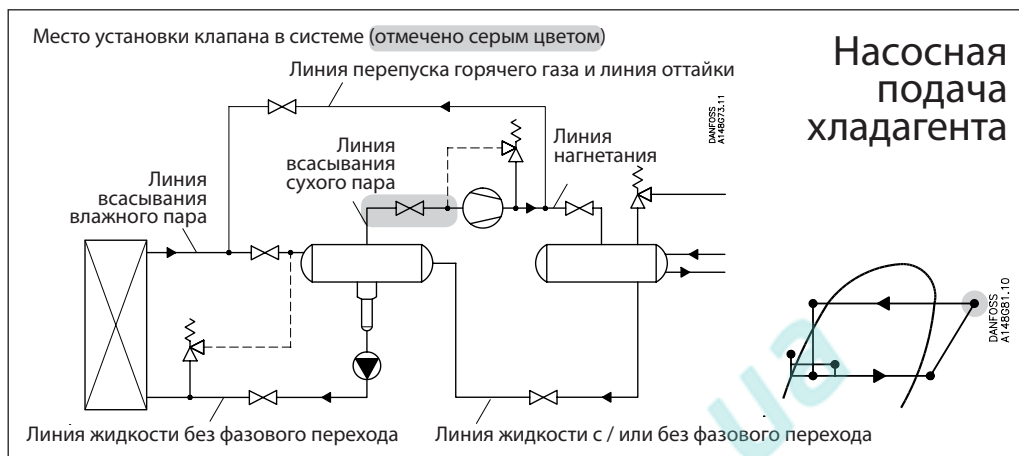 Место установки клапана в системе (отмечено серым цветом)
Насосная
подача
хладагента
Линия перепуска горячего газа и линия оттайки
DANFOSS
A148G73.11
Линия
всасывания
сухого пара
Линия
нагнетания
Линия
всасывания
влажного пара
DANFOSS
A148G81.10
ua
Линия жидкости без фазового перехода
Линия жидкости с / или без фазового перехода